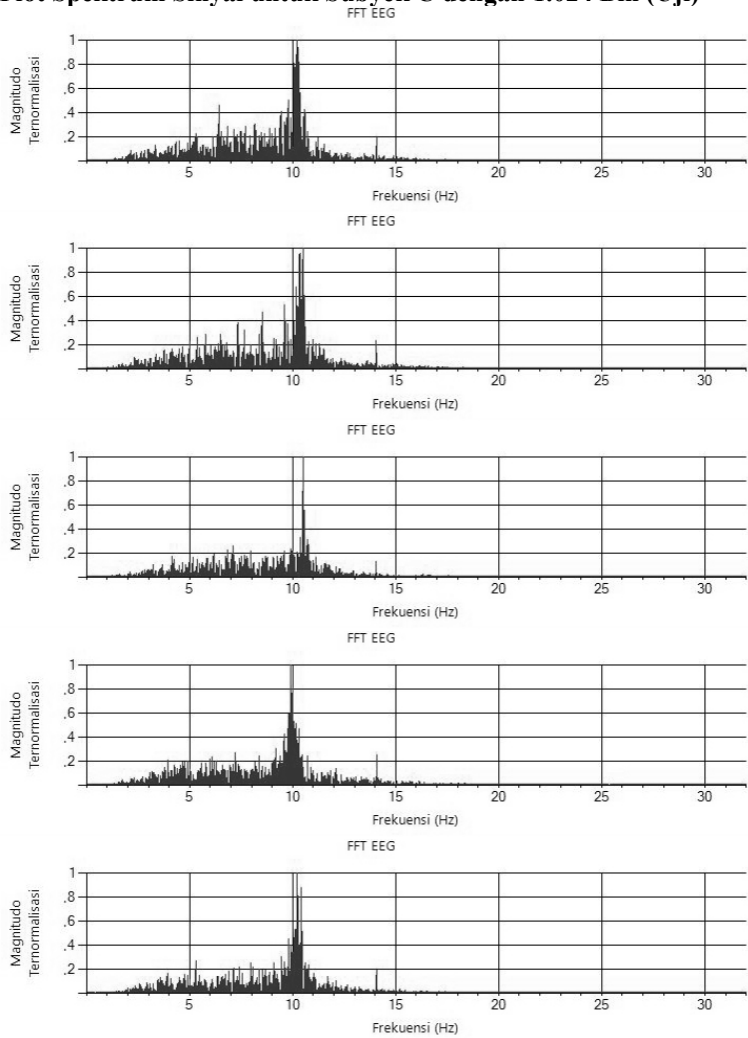 Plot Spektrum Sinyal untuk Subyek C dengan 1.024 Bin (Uji)
FFT EEG
Magnitudo
Ternormalisasi
1
.8
.6
.4
.2
5 10 15 20 25 30
Frekuensi (Hz)
FFT EEG
Magnitudo
Ternormalisasi
1
.8
.6
.4
.2
5 10 15 20 25 30
Frekuensi (Hz)
FFT EEG
Magnitudo
Ternormalisasi
1
.8
.6
.4
.2
5 10 15 20 25 30
Frekuensi (Hz)
FFT EEG
Magnitudo
Ternormalisasi
1
.8
.6
.4
.2
5 10 15 20 25 30
Frekuensi (Hz)
FFT EEG
Magnitudo
Ternormalisasi
1
.8
.6
.4
.2
5 10 15 20 25 30
Frekuensi (Hz)